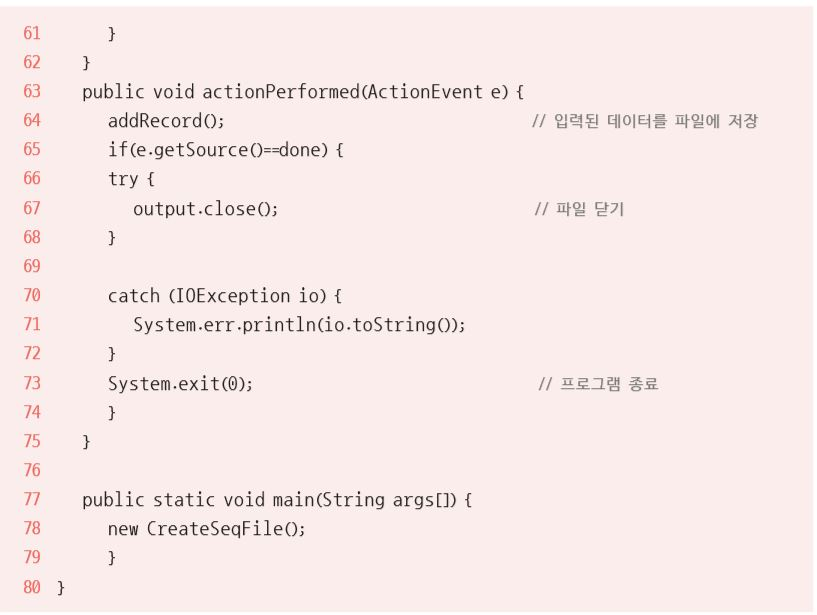 61 }
62 }
63 public void actionPerformed(ActionEvent e) {
64 addRecord(); // 입력된 데이터를 파일에 저장
65 if(e.getSource()==done) {
66 try {
67 output.close(); // 파일 닫기
68 }
69
70 catch (IOException io) {
71 System.err.println(io.toString());
72 }
73 System.exit(0); // 프로그램 종료
74 }
75 }
76
77 public static void main(String args[]) {
78 new CreateSeqFile();
79 }
80 }